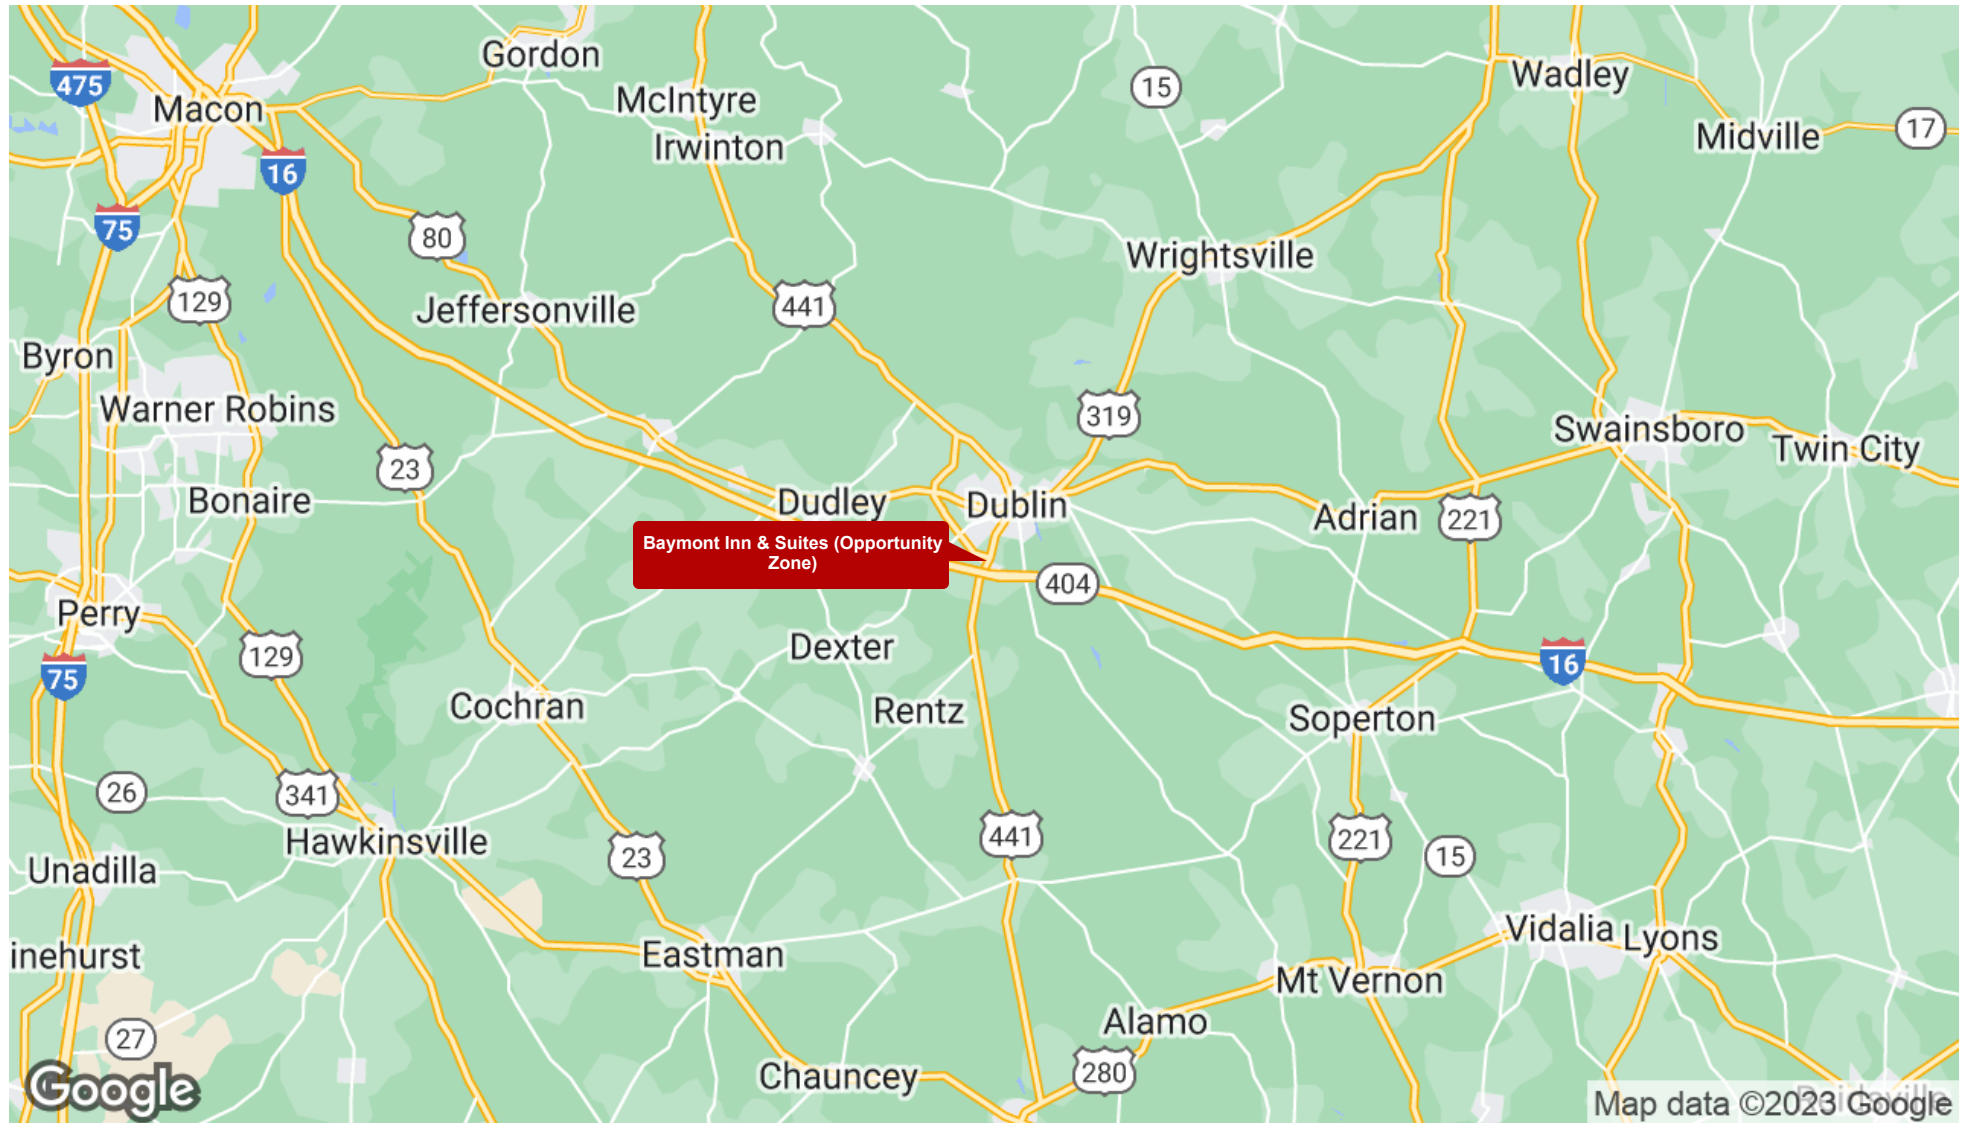 Gordon
475
Macon
McIntyre
15
Wadley
Irwinton
Midville
17
16
75
80
Wrightsville
129
Jeffersonville
441
Byron
Warner Robins
319
Swainsboro
Twin City
23
Bonaire
Dudley
Dublin
Adrian
221
Baymont Inn & Suites (Opportunity
Zone)
404
Perry
129
Dexter
16
75
Cochran
Rentz
Soperton
26
341
Hawkinsville
441
221
15
23
Unadilla
Vidalia
Lyons
inehurst
Eastman
Mt Vernon
Alamo
27
280
Chauncey
Google
Reidsville
Map data ©2023 Google